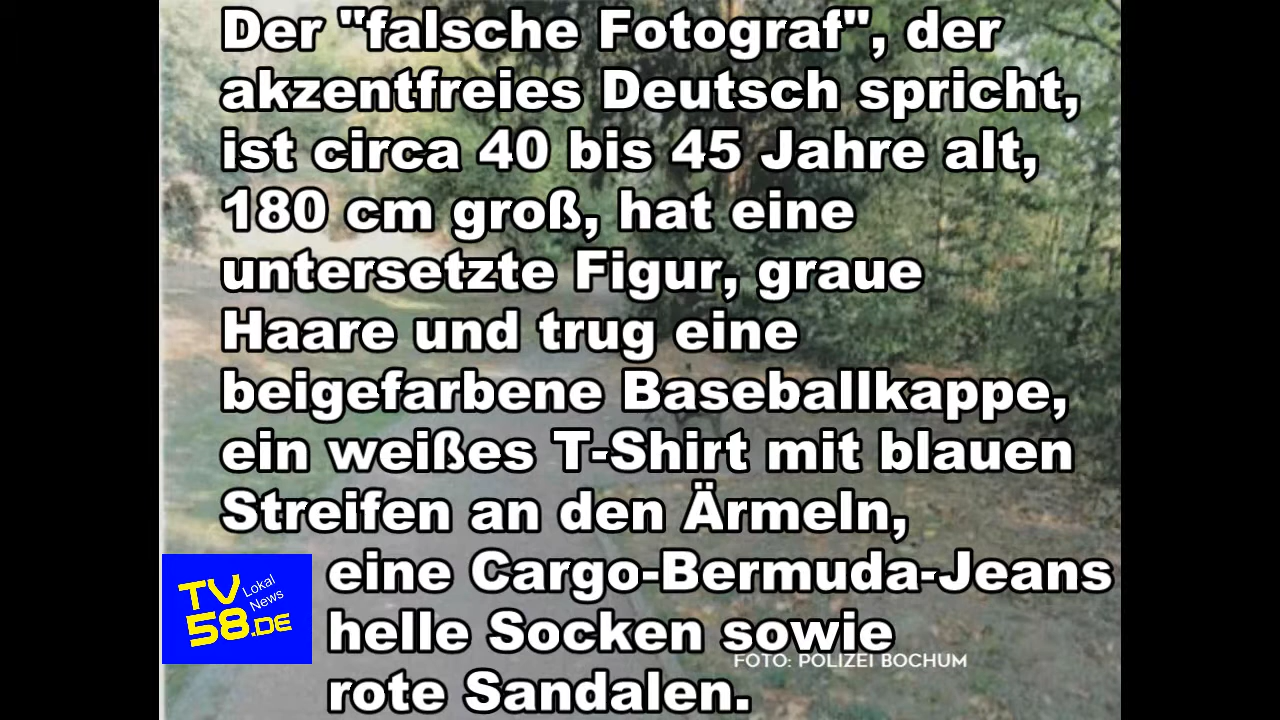 Der "falsche Fotograf", der
akzentfreies Deutsch spricht,
ist circa 40 bis 45 Jahre alt,
180 cm groß, hat eine
untersetzte Figur, graue
Haare und trug eine
beigefarbene Baseballkappe,
ein weißes T-Shirt mit blauen
Streifen an den Ärmeln,
eine Cargo-Bermuda-Jeans
helle Socken sowie
rote Sandalen.
FOTO: POLIZEI BOCHUM
TV Lokal
News
58.DE